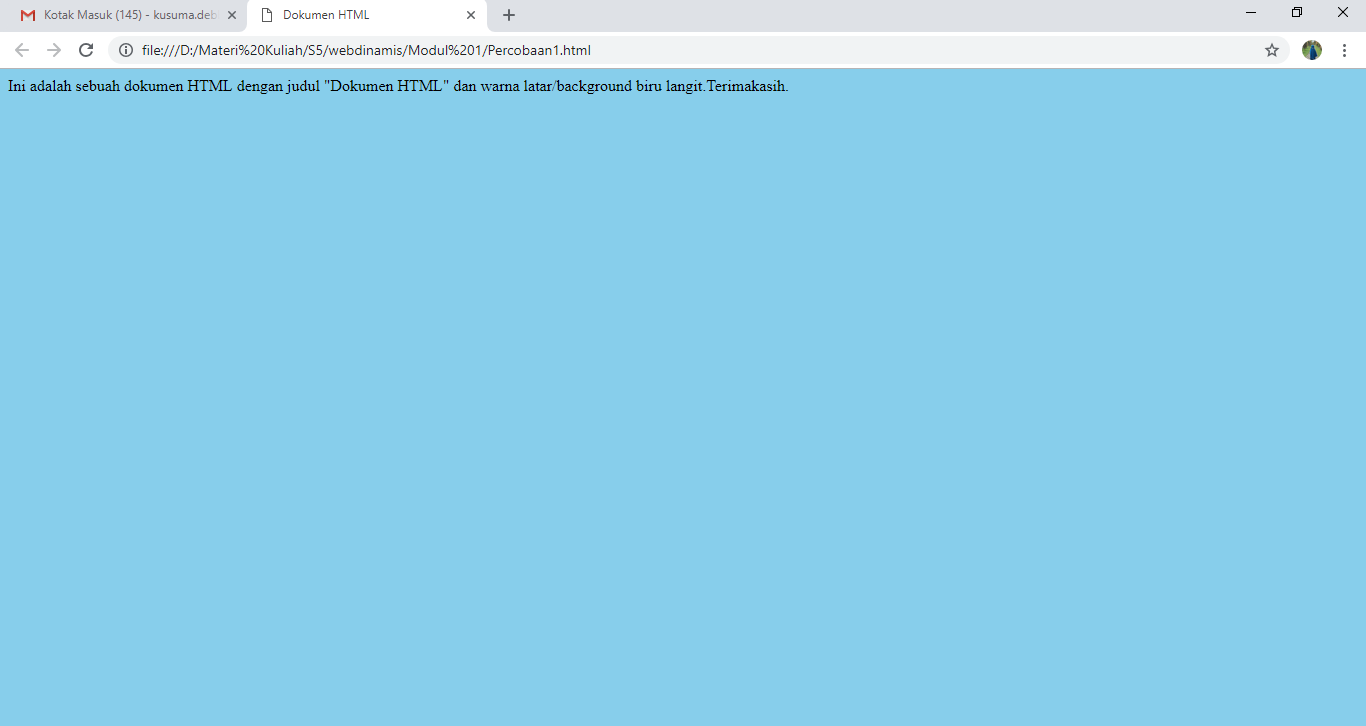 Kotak Masuk (145) - kusuma.deb
Dokumen HTML
file:///D:/Materi%20Kuliah/S5/webdinamis/Modul%201/Percobaan1.html
Ini adalah sebuah dokumen HTML dengan judul "Dokumen HTML" dan warna latar/background biru langit.Terimakasih.